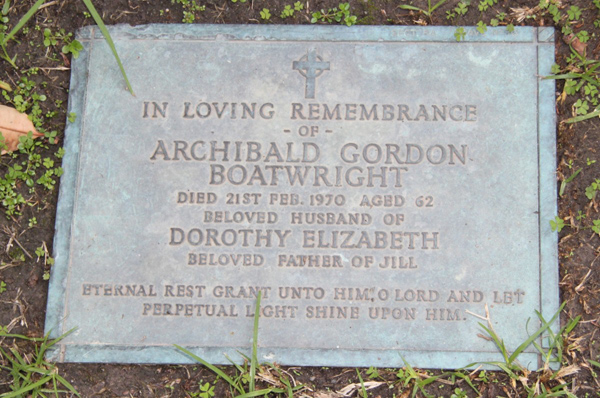 IN LOVING REMEMBRANCE
- OF -
ARCHIBALD GORDON
BOATWRIGHT
DIED 21ST FEB. 1970 AGED 62
BELOVED HUSBAND OF
DOROTHY ELIZABETH
BELOVED FATHER OF JILL
ETERNAL REST GRANT UNTO HIM, O LORD AND LET
PERPETUAL LIGHT SHINE UPON HIM.